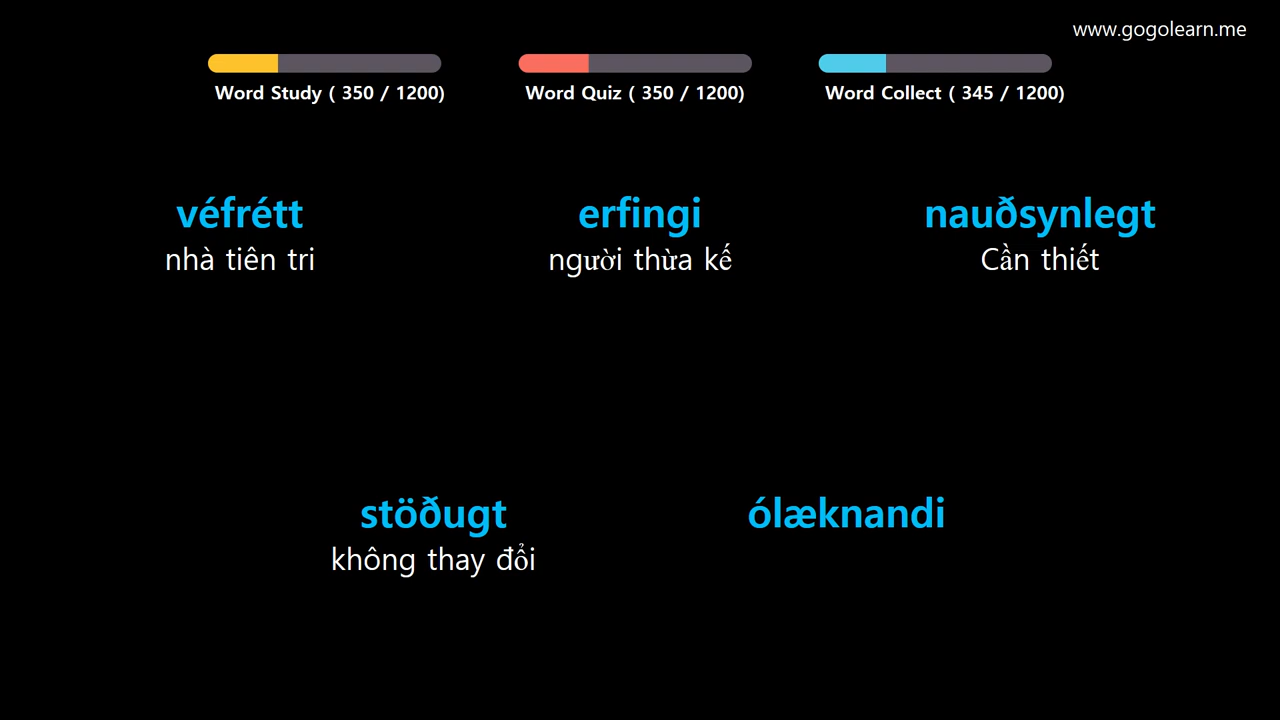 www.gogolearn.me
Word Study ( 350 / 1200)
Word Quiz ( 350 / 1200)
Word Collect ( 345 / 1200)
véfrétt
nhà tiên tri
erfingi
người thừa kế
nauðsynlegt
Cần thiết
stöðugt
không thay đổi
ólæknandi